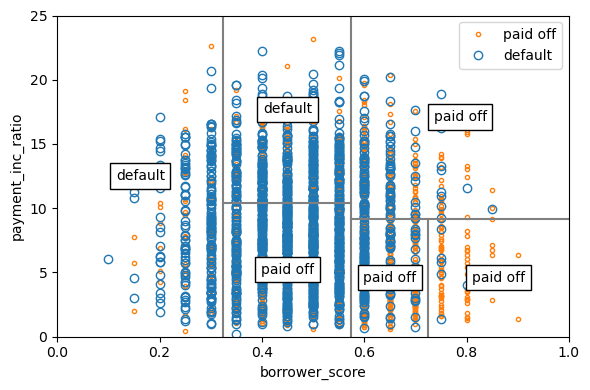 25
20
15
10
5
0
payment_inc_ratio
paid off
default
default
paid off
default
paid off
paid off
paid off
0.0
0.2
0.4
0.6
0.8
1.0
borrower_score